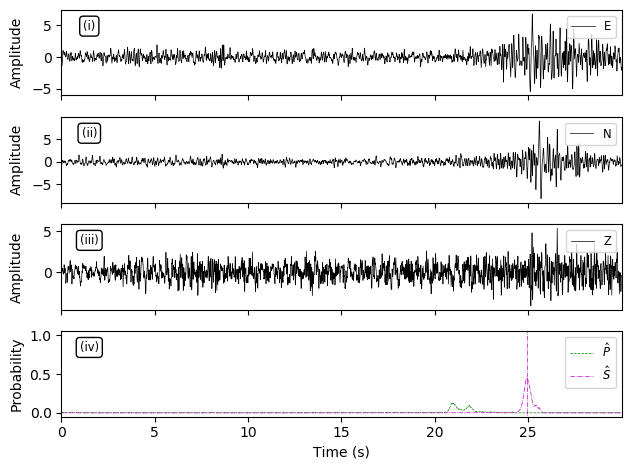 (i)
E
Amplitude
5
0
−5
(ii)
N
Amplitude
5
0
−5
(iii)
Z
Amplitude
5
0
(iv)
P̂
Ŝ
Probability
1.0
0.5
0.0
0 5 10 15 20 25
Time (s)